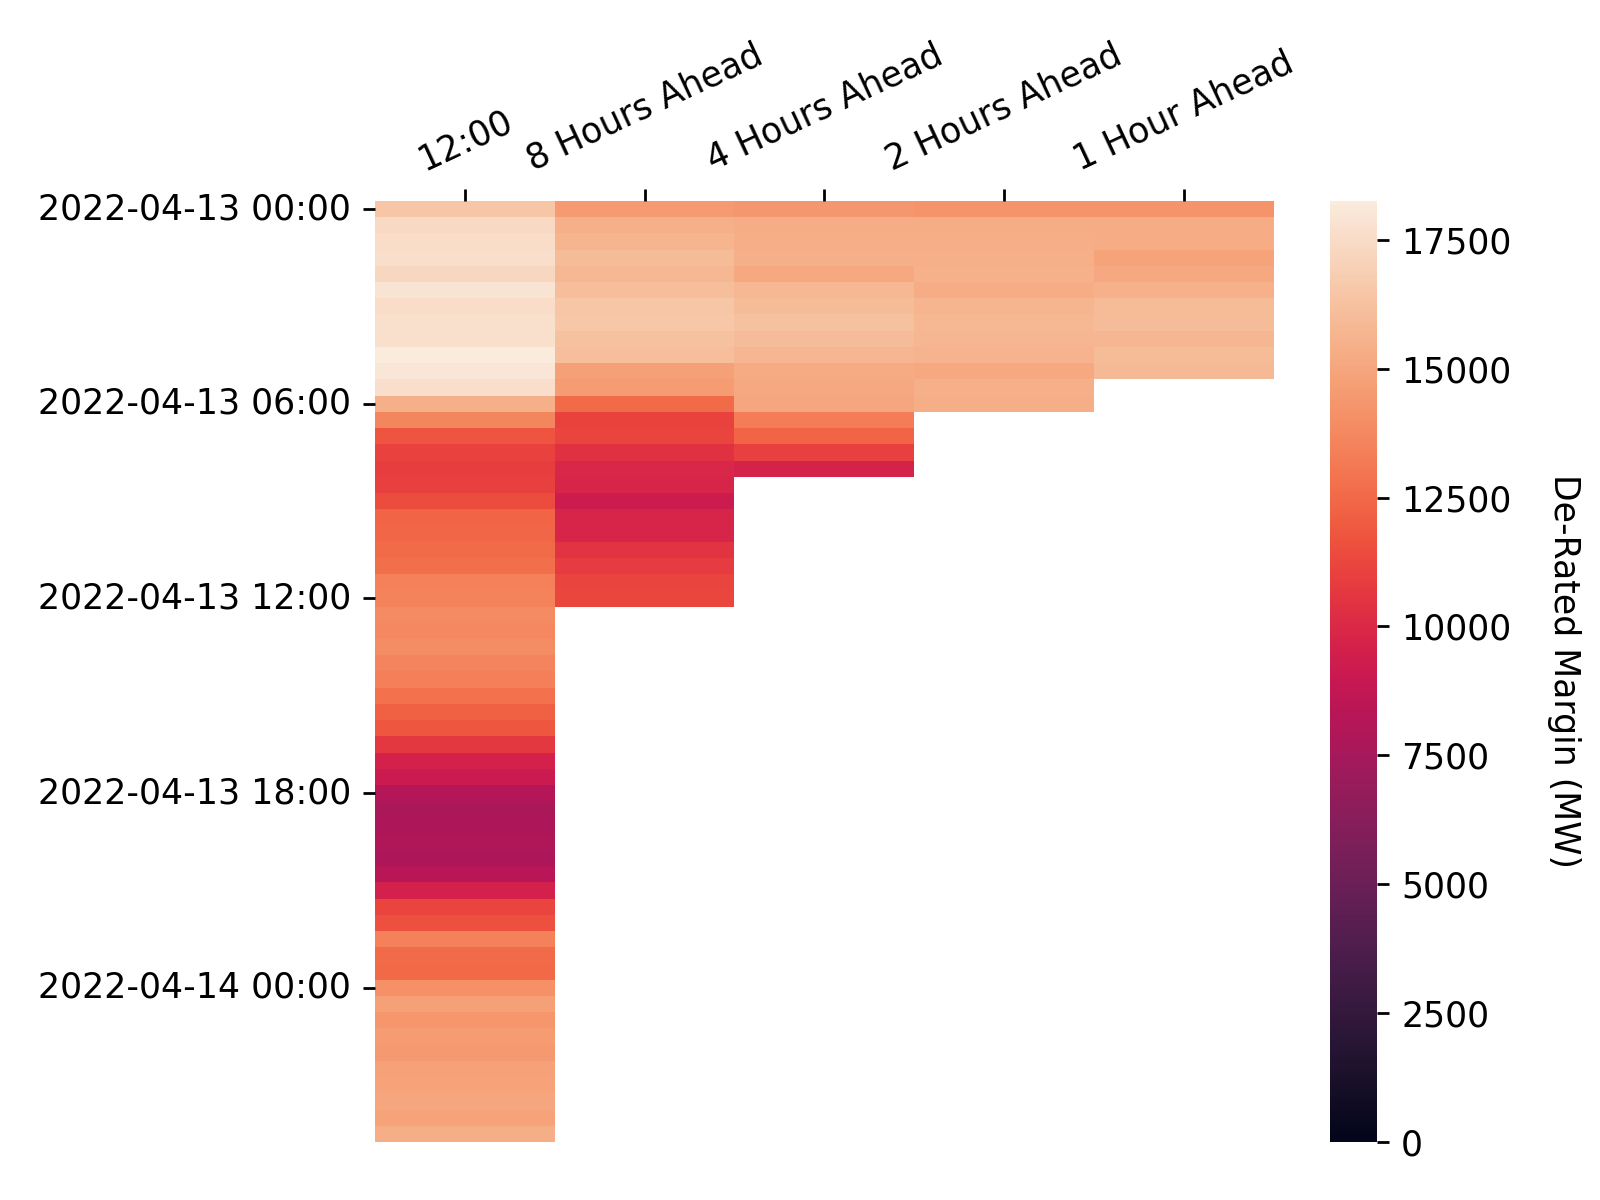 12:00
8 Hours Ahead
4 Hours Ahead
2 Hours Ahead
1 Hour Ahead
2022-04-13 00:00
2022-04-13 06:00
2022-04-13 12:00
2022-04-13 18:00
2022-04-14 00:00
17500
15000
12500
10000
7500
5000
2500
0
De-Rated Margin (MW)